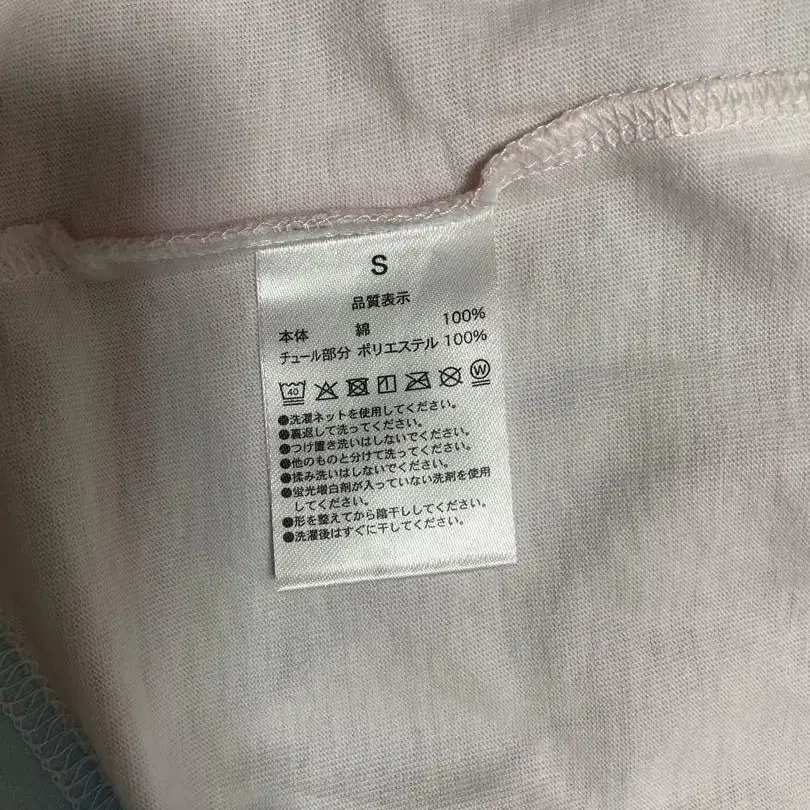 S
品質表示
本体 綿 100%
チュール部分 ポリエステル 100%
40 W
●洗濯ネットを使用してください。
●裏返して洗ってください。
●つけ置き洗いはしないでください。
●他のものと分けて洗ってください。
●揉み洗いはしないでください。
●蛍光増白剤が入っていない洗剤を使用
してください。
●形を整えてから陰干ししてください。
●洗濯後はすぐに干してください。